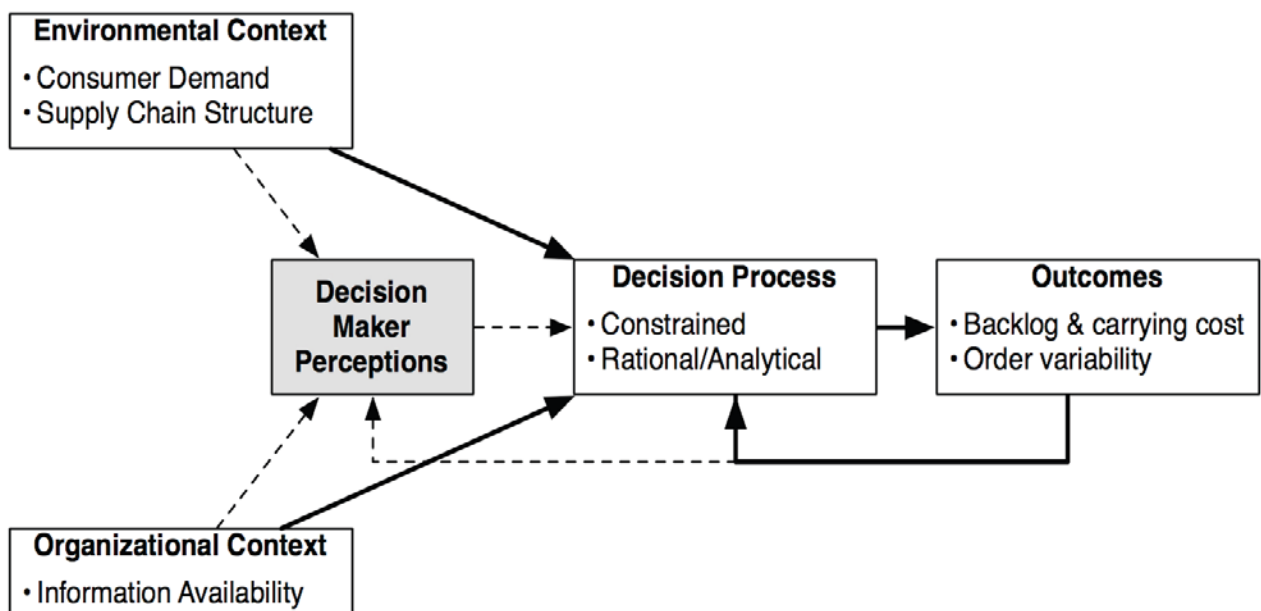 Environmental Context
• Consumer Demand
• Supply Chain Structure
Decision
Maker
Perceptions
Decision Process
• Constrained
• Rational/Analytical
Outcomes
• Backlog & carrying cost
• Order variability
Organizational Context
• Information Availability